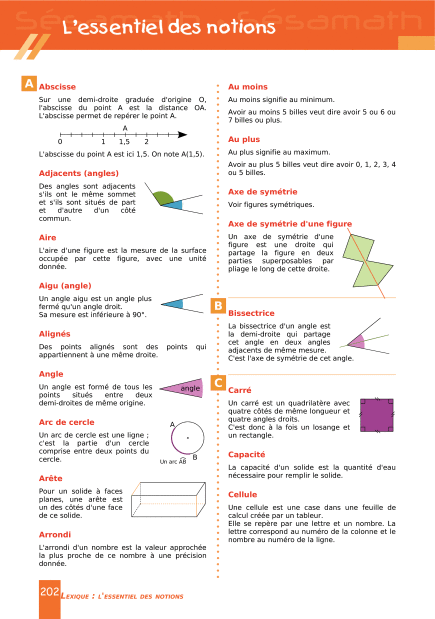 Sésamath Sésamath
L'essentiel des notions
A
Abscisse
Sur une demi-droite graduée d'origine O,
l'abscisse du point A est la distance OA.
L'abscisse permet de repérer le point A.
A
0 1 1,5 2
L'abscisse du point A est ici 1,5. On note A(1,5).
Adjacents (angles)
Des angles sont adjacents
s'ils ont le même sommet
et s'ils sont situés de part
et d'autre d'un côté
commun.
Aire
L'aire d'une figure est la mesure de la surface
occupée par cette figure, avec une unité
donnée.
Aigu (angle)
Un angle aigu est un angle plus
fermé qu'un angle droit.
Sa mesure est inférieure à 90°.
Alignés
Des points alignés sont des points qui
appartiennent à une même droite.
Angle
Un angle est formé de tous les
points situés entre deux
demi-droites de même origine.
angle
Arc de cercle
Un arc de cercle est une ligne ;
c'est la partie d'un cercle
comprise entre deux points du
cercle.
A
B
Un arc AB
Arête
Pour un solide à faces
planes, une arête est
un des côtés d'une face
de ce solide.
Arrondi
L'arrondi d'un nombre est la valeur approchée
la plus proche de ce nombre à une précision
donnée.
Au moins
Au moins signifie au minimum.
Avoir au moins 5 billes veut dire avoir 5 ou 6 ou
7 billes ou plus.
Au plus
Au plus signifie au maximum.
Avoir au plus 5 billes veut dire avoir 0, 1, 2, 3, 4
ou 5 billes.
Axe de symétrie
Voir figures symétriques.
Axe de symétrie d'une figure
Un axe de symétrie d'une
figure est une droite qui
partage la figure en deux
parties superposables par
pliage le long de cette droite.
B
Bissectrice
La bissectrice d'un angle est
la demi-droite qui partage
cet angle en deux angles
adjacents de même mesure.
C'est l'axe de symétrie de cet angle.
C
Carré
Un carré est un quadrilatère avec
quatre côtés de même longueur et
quatre angles droits.
C'est donc à la fois un losange et
un rectangle.
Capacité
La capacité d'un solide est la quantité d'eau
nécessaire pour remplir le solide.
Cellule
Une cellule est une case dans une feuille de
calcul créée par un tableur.
Elle se repère par une lettre et un nombre. La
lettre correspond au numéro de la colonne et le
nombre au numéro de la ligne.
202 LEXIQUE : L'ESSENTIEL DES NOTIONS